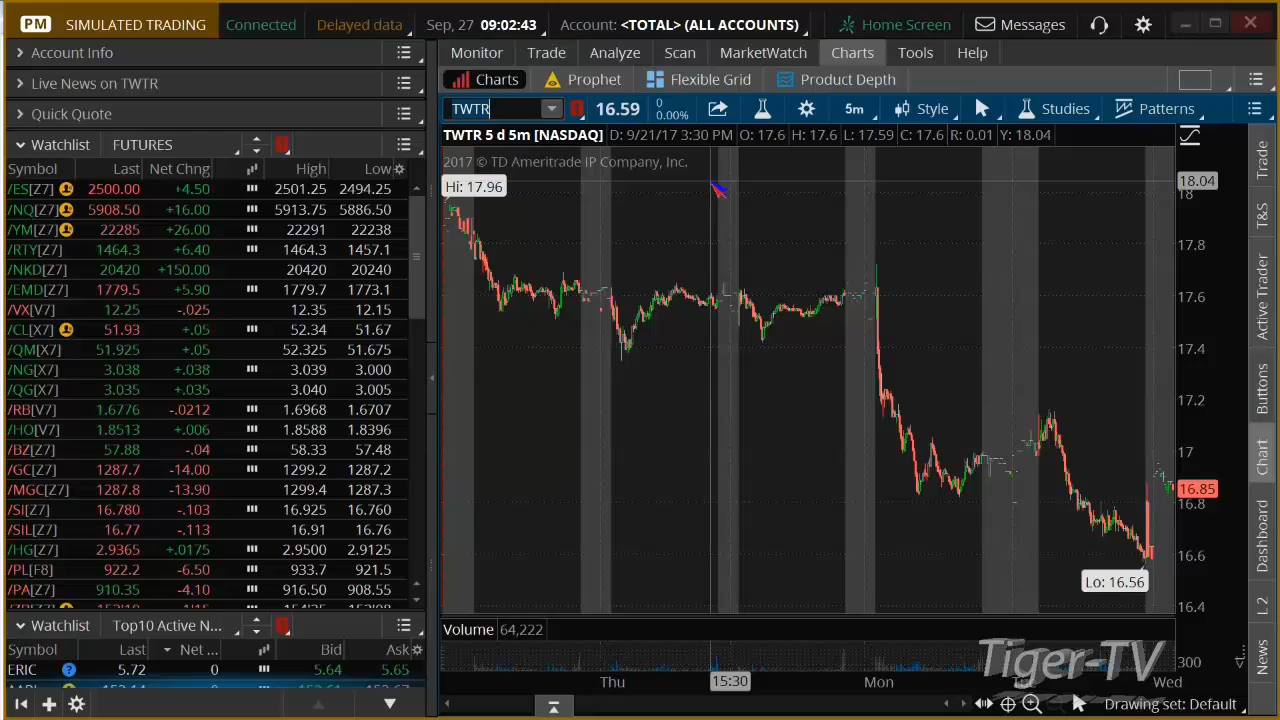 PM SIMULATED TRADING Connected Delayed data Sep, 27 09:02:43 Account: <TOTAL> (ALL ACCOUNTS) Home Screen Messages
Account Info
Live News on TWTR
Quick Quote
Watchlist FUTURES
Symbol Last Net Chng High Low
/ES[Z7] 2500.00 +4.50 2501.25 2494.25
/NQ[Z7] 5908.50 +16.00 5913.75 5886.50
/YM[Z7] 22285 +26.00 22291 22238
/RTY[Z7] 1464.3 +6.40 1464.3 1457.1
/NKD[Z7] 20420 +150.00 20420 20240
/EMD[Z7] 1779.5 +5.90 1779.7 1773.1
/VX[V7] 12.25 -.025 12.35 12.15
/CL[X7] 51.93 +.05 52.34 51.67
/QM[X7] 51.925 +.05 52.325 51.675
/NG[X7] 3.038 +.038 3.039 3.000
/QG[X7] 3.035 +.035 3.040 3.005
/RB[V7] 1.6776 -.0212 1.6968 1.6707
/HO[V7] 1.8513 +.006 1.8588 1.8396
/BZ[Z7] 57.88 -.04 58.33 57.48
/GC[Z7] 1287.7 -14.00 1299.2 1287.2
/MGC[Z7] 1287.8 -13.90 1299.4 1287.3
/SI[Z7] 16.780 -.103 16.925 16.760
/SIL[Z7] 16.77 -.113 16.91 16.76
/HG[Z7] 2.9365 +.0175 2.9500 2.9125
/PL[F8] 922.2 -6.50 933.7 921.5
/PA[Z7] 910.35 -4.10 916.50 908.55
Watchlist Top10 Active N...
Symbol Last Net ... Bid Ask
ERIC 5.72 0 5.64 5.65
Monitor Trade Analyze Scan MarketWatch Charts Tools Help
Charts Prophet Flexible Grid Product Depth
TWTR 16.59 0 0.00% 5m Style Studies Patterns
TWTR 5 d 5m [NASDAQ] D: 9/21/17 3:30 PM O: 17.6 H: 17.6 L: 17.59 C: 17.6 R: 0.01 Y: 18.04
2017 © TD Ameritrade IP Company, Inc.
Hi: 17.96
18.04
18
17.8
17.6
17.4
17.2
17
16.85
16.8
16.6
Lo: 16.56
16.4
Volume 64,222
300
Thu 15:30 Mon Wed
Tiger-TV
Drawing set: Default
Trade
T&S
Active Trader
Buttons
Chart
Dashboard
L 2
News